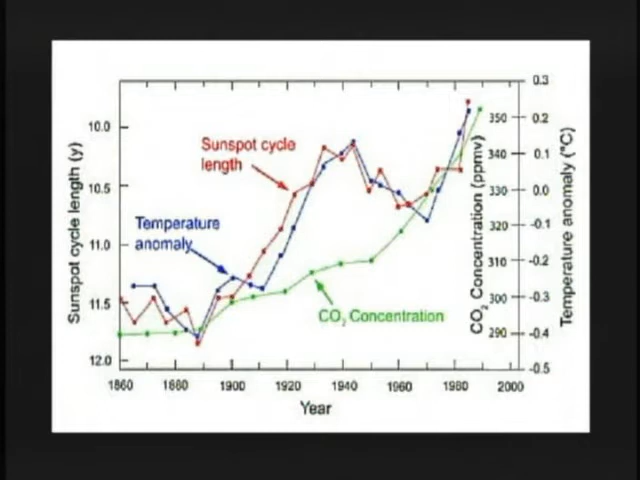 0.3
350
0.2
10.0
Sunspot cycle
length
340
0.1
10.5
330
0.0
Temperature
anomaly
320
-0.1
11.0
310
-0.2
11.5
300
-0.3
CO2 Concentration
290
-0.4
12.0
-0.5
1860 1880 1900 1920 1940 1960 1980 2000
Year
Sunspot cycle length (y)
CO2 Concentration (ppmv)
Temperature anomaly (°C)